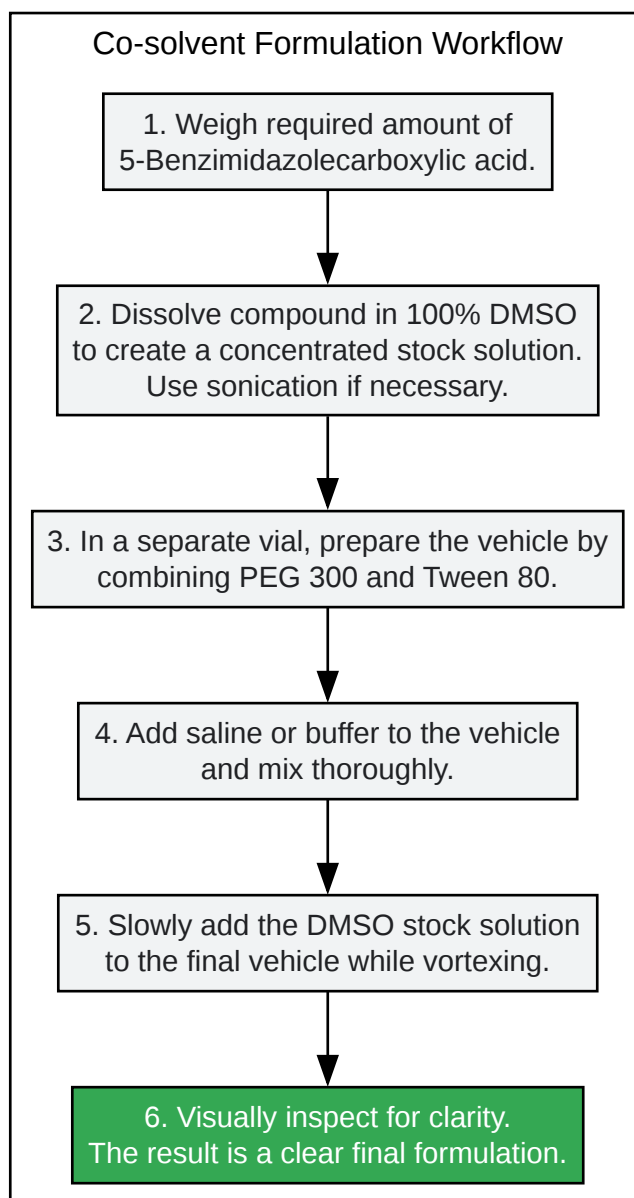 Co-solvent Formulation Workflow
1. Weigh required amount of
5-Benzimidazolecarboxylic acid.
2. Dissolve compound in 100% DMSO
to create a concentrated stock solution.
Use sonication if necessary.
3. In a separate vial, prepare the vehicle by
combining PEG 300 and Tween 80.
4. Add saline or buffer to the vehicle
and mix thoroughly.
5. Slowly add the DMSO stock solution
to the final vehicle while vortexing.
6. Visually inspect for clarity.
The result is a clear final formulation.